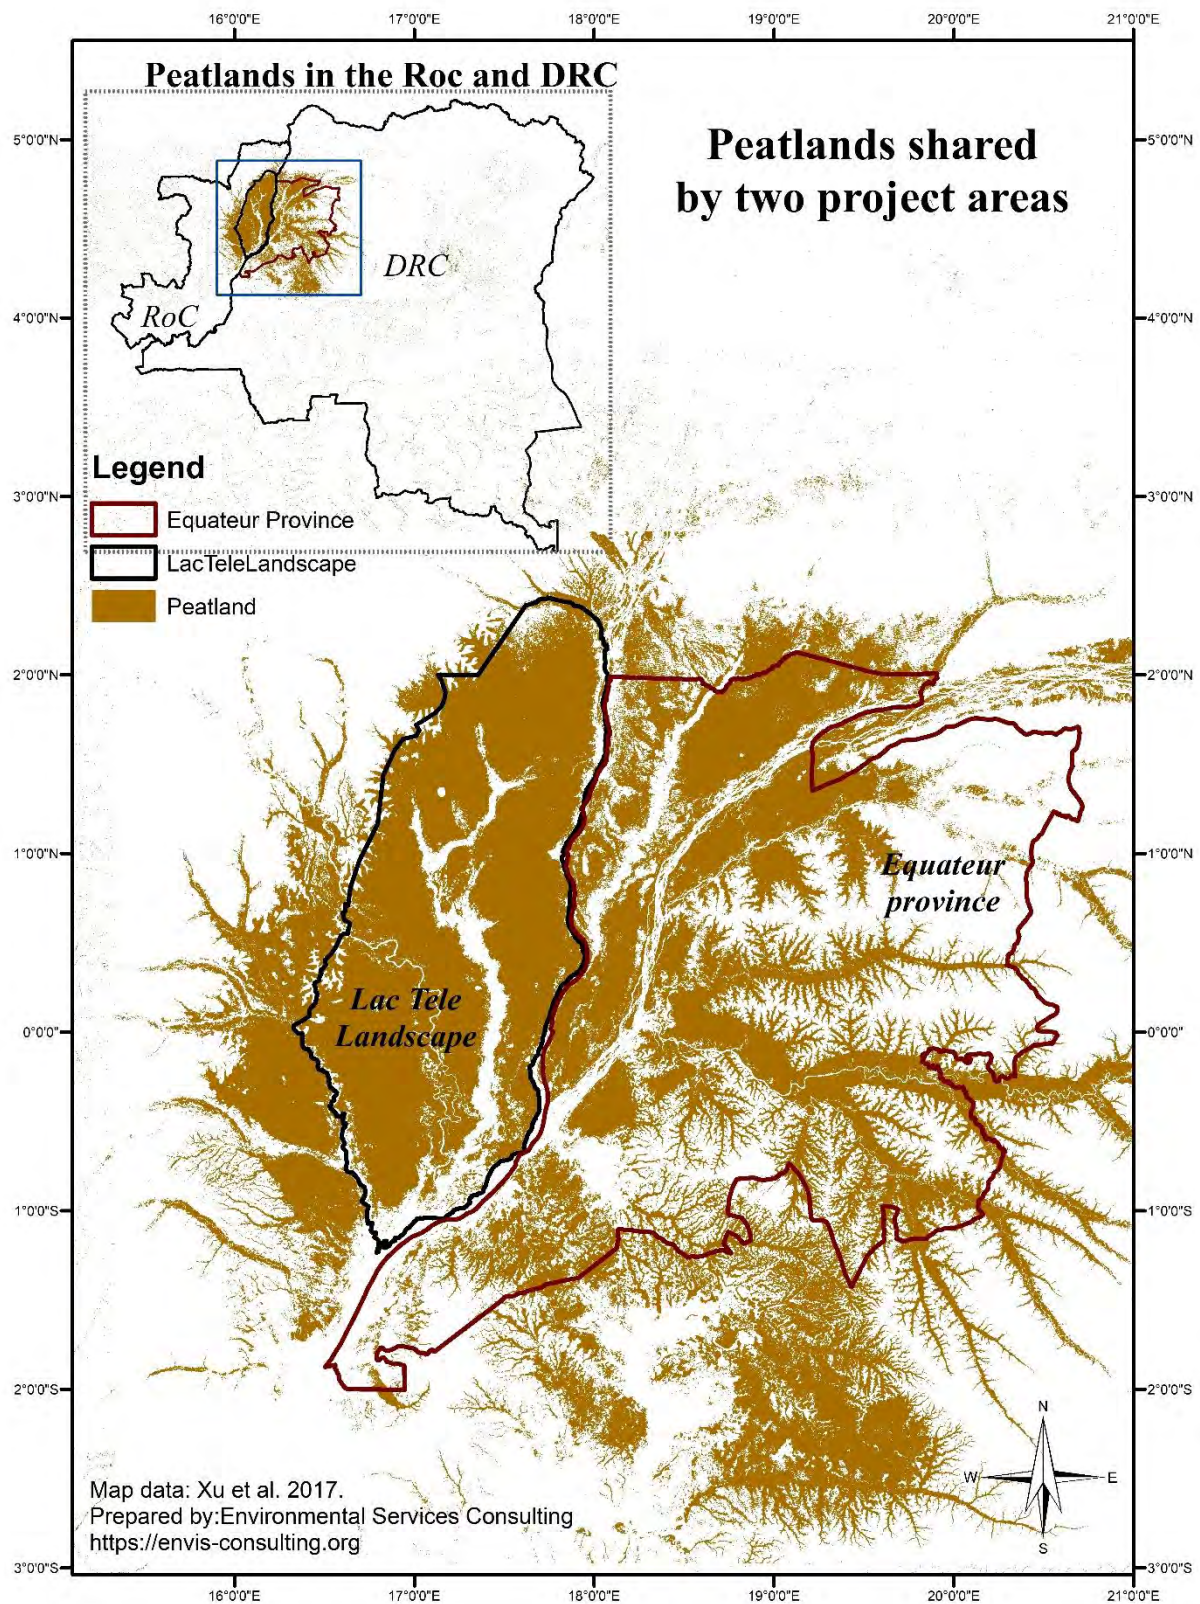 16°0'0"E 17°0'0"E 18°0'0"E 19°0'0"E 20°0'0"E 21°0'0"E
Peatlands in the Roc and DRC
Peatlands shared
by two project areas
5°0'0"N 5°0'0"N
DRC
RoC
4°0'0"N 4°0'0"N
Legend
3°0'0"N 3°0'0"N
Equateur Province
LacTeleLandscape
Peatland
2°0'0"N 2°0'0"N
1°0'0"N 1°0'0"N
Equateur
province
Lac Tele
Landscape
0°0'0" 0°0'0"
1°0'0"S 1°0'0"S
2°0'0"S 2°0'0"S
N
W E
S
Map data: Xu et al. 2017.
Prepared by:Environmental Services Consulting
https://envis-consulting.org
3°0'0"S 3°0'0"S
16°0'0"E 17°0'0"E 18°0'0"E 19°0'0"E 20°0'0"E 21°0'0"E